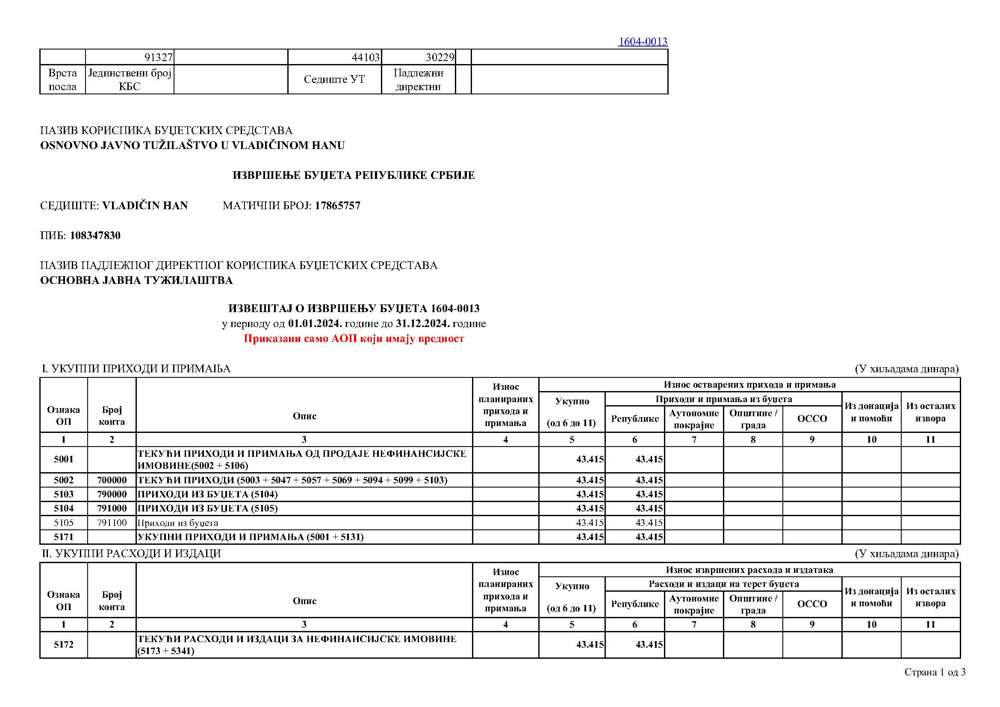 1604-0013
91327 44103 30229
Врста посла Јединствени број КБС Седиште УТ Надлежни директни
НАЗИВ КОРИСНИКА БУЏЕТСКИХ СРЕДСТАВА
OSNOVNO JAVNO TUŽILAŠTVO U VLADIČINOM HANU
ИЗВРШЕЊЕ БУЏЕТА РЕПУБЛИКЕ СРБИЈЕ
СЕДИШТЕ: VLADIČIN HAN МАТИЧНИ БРОЈ: 17865757
ПИБ: 108347830
НАЗИВ НАДЛЕЖНОГ ДИРЕКТНОГ КОРИСНИКА БУЏЕТСКИХ СРЕДСТАВА
ОСНОВНА ЈАВНА ТУЖИЛАШТВА
ИЗВЕШТАЈ О ИЗВРШЕЊУ БУЏЕТА 1604-0013
у периоду од 01.01.2024. године до 31.12.2024. године
Приказани само АОП који имају вредност
I. УКУПНИ ПРИХОДИ И ПРИМАЊА (У хиљадама динара)
Ознака ОП Број конта Опис Износ планираних прихода и примања Износ остварених прихода и примања
Укупно (од 6 до 11) Приходи и примања из буџета Из донација и помоћи Из осталих извора
Републике Аутономне покрајне Општине / града ОССО
1 2 3 4 5 6 7 8 9 10 11
5001 ТЕКУЋИ ПРИХОДИ И ПРИМАЊА ОД ПРОДАЈЕ НЕФИНАНСИЈСКЕ
ИМОВИНЕ(5002 + 5106) 43.415 43.415
5002 700000 ТЕКУЋИ ПРИХОДИ (5003 + 5047 + 5057 + 5069 + 5094 + 5099 + 5103) 43.415 43.415
5103 790000 ПРИХОДИ ИЗ БУЏЕТА (5104) 43.415 43.415
5104 791000 ПРИХОДИ ИЗ БУЏЕТА (5105) 43.415 43.415
5105 791100 Приходи из буџета 43.415 43.415
5171 УКУПНИ ПРИХОДИ И ПРИМАЊА (5001 + 5131) 43.415 43.415
II. УКУПНИ РАСХОДИ И ИЗДАЦИ (У хиљадама динара)
Ознака ОП Број конта Опис Износ планираних прихода и примања Износ извршених расхода и издатака
Укупно (од 6 до 11) Расходи и издаци на терет буџета Из донација и помоћи Из осталих извора
Републике Аутономне покрајне Општине / града ОССО
1 2 3 4 5 6 7 8 9 10 11
5172 ТЕКУЋИ РАСХОДИ И ИЗДАЦИ ЗА НЕФИНАНСИЈСКЕ ИМОВИНЕ
(5173 + 5341) 43.415 43.415
Страна 1 од 3